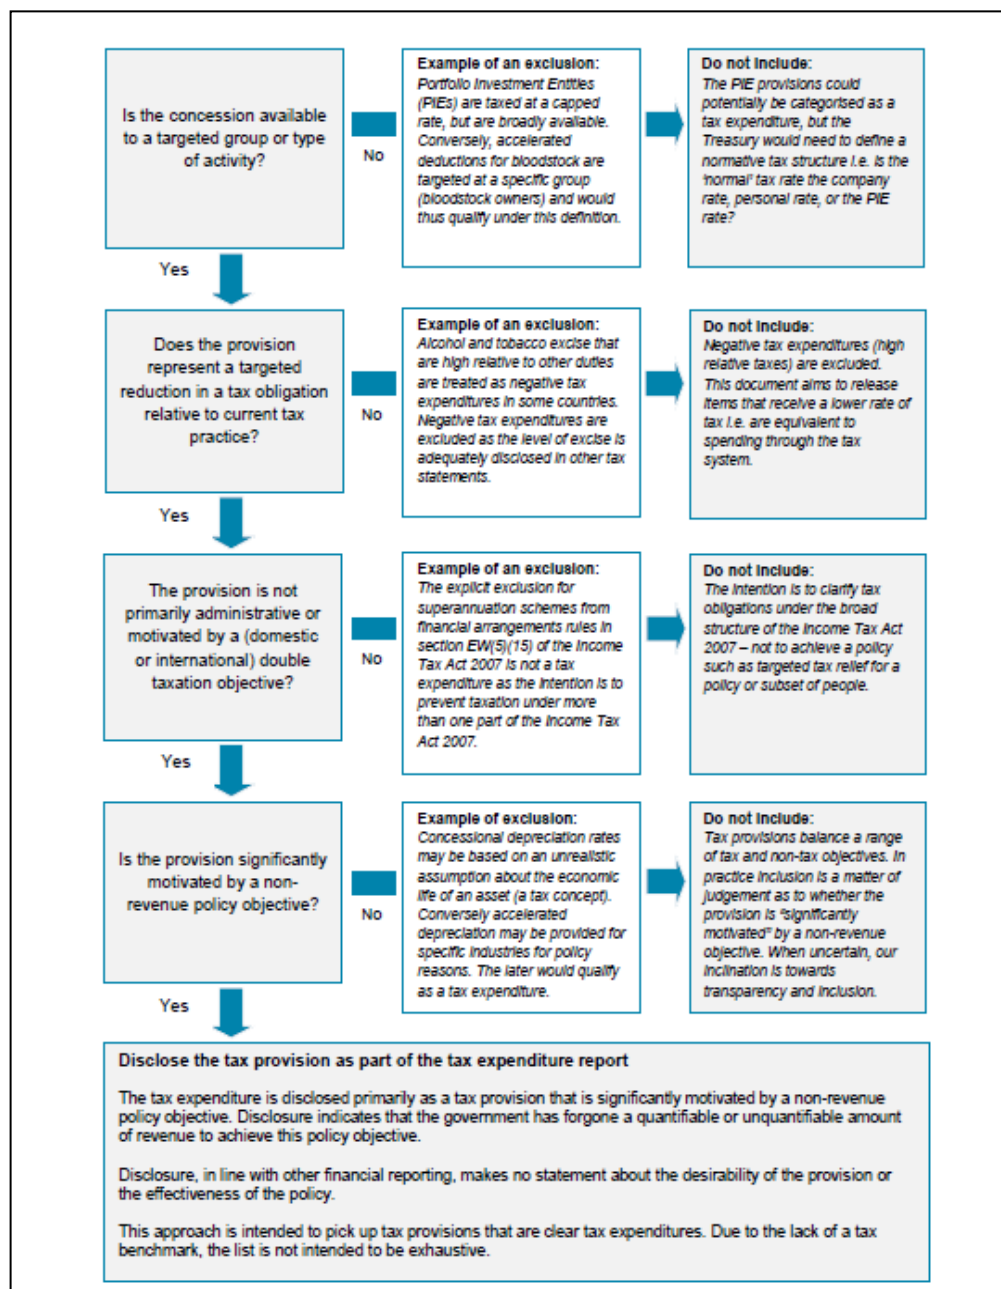 Is the concession available
to a targeted group or type
of activity?
No
Example of an exclusion:
Portfolio Investment Entities
(PIEs) are taxed at a capped
rate, but are broadly available.
Conversely, accelerated
deductions for bloodstock are
targeted at a specific group
(bloodstock owners) and would
thus qualify under this definition.
Do not include:
The PIE provisions could
potentially be categorised as a
tax expenditure, but the
Treasury would need to define a
normative tax structure i.e. is the
'normal' tax rate the company
rate, personal rate, or the PIE
rate?
Yes
Does the provision
represent a targeted
reduction in a tax obligation
relative to current tax
practice?
No
Example of an exclusion:
Alcohol and tobacco excise that
are high relative to other duties
are treated as negative tax
expenditures in some countries.
Negative tax expenditures are
excluded as the level of excise is
adequately disclosed in other tax
statements.
Do not include:
Negative tax expenditures (high
relative taxes) are excluded.
This document aims to release
items that receive a lower rate of
tax i.e. are equivalent to
spending through the tax
system.
Yes
The provision is not
primarily administrative or
motivated by a (domestic
or international) double
taxation objective?
No
Example of an exclusion:
The explicit exclusion for
superannuation schemes from
financial arrangements rules in
section EW(5)(15) of the Income
Tax Act 2007 is not a tax
expenditure as the intention is to
prevent taxation under more
than one part of the Income Tax
Act 2007.
Do not include:
The intention is to clarify tax
obligations under the broad
structure of the Income Tax Act
2007 – not to achieve a policy
such as targeted tax relief for a
policy or subset of people.
Yes
Is the provision significantly
motivated by a non-
revenue policy objective?
No
Example of exclusion:
Concessional depreciation rates
may be based on an unrealistic
assumption about the economic
life of an asset (a tax concept).
Conversely accelerated
depreciation may be provided for
specific industries for policy
reasons. The later would qualify
as a tax expenditure.
Do not include:
Tax provisions balance a range
of tax and non-tax objectives. In
practice inclusion is a matter of
judgement as to whether the
provision is "significantly
motivated" by a non-revenue
objective. When uncertain, our
inclination is towards
transparency and inclusion.
Yes
Disclose the tax provision as part of the tax expenditure report
The tax expenditure is disclosed primarily as a tax provision that is significantly motivated by a non-revenue
policy objective. Disclosure indicates that the government has forgone a quantifiable or unquantifiable amount
of revenue to achieve this policy objective.
Disclosure, in line with other financial reporting, makes no statement about the desirability of the provision or
the effectiveness of the policy.
This approach is intended to pick up tax provisions that are clear tax expenditures. Due to the lack of a tax
benchmark, the list is not intended to be exhaustive.